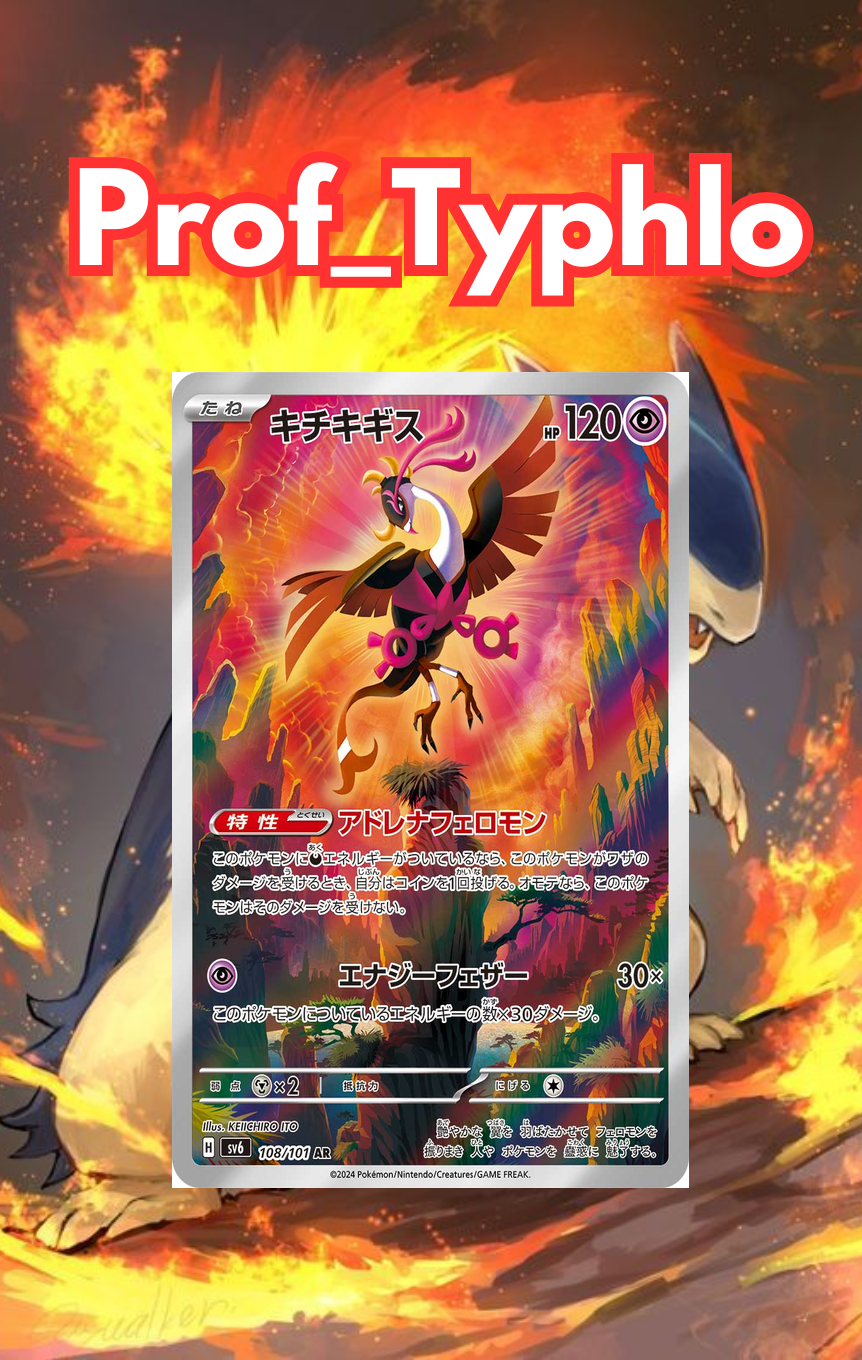 Prof_Typhlo
たね キチキギス HP 120
特性 とくせい アドレナフェロモン
このポケモンに悪エネルギーがついているなら、このポケモンがワザの
ダメージを受けるとき、自分はコインを1回投げる。オモテなら、このポケ
モンはそのダメージを受けない。
エナジーフェザー 30×
このポケモンについているエネルギーの数×30ダメージ。
弱点 ×2 抵抗力 にげる
Illus. KEIICHIRO ITO
艶やかな 翼を 羽ばたかせて フェロモンを
振りまき 人や ポケモンを 蠱惑に 魅了する。
H sv6 108/101 AR
©2024 Pokémon/Nintendo/Creatures/GAME FREAK.